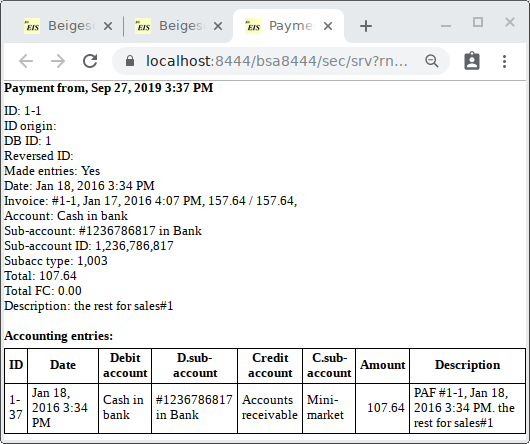 EIS Beiges
EIS Beiges
EIS Payme
localhost:8444/bsa8444/sec/srv?rn...
Payment from, Sep 27, 2019 3:37 PM
ID: 1-1
ID origin:
DB ID: 1
Reversed ID:
Made entries: Yes
Date: Jan 18, 2016 3:34 PM
Invoice: #1-1, Jan 17, 2016 4:07 PM, 157.64 / 157.64,
Account: Cash in bank
Sub-account: #1236786817 in Bank
Sub-account ID: 1,236,786,817
Subacc type: 1,003
Total: 107.64
Total FC: 0.00
Description: the rest for sales#1
Accounting entries:
ID Date Debit account D.sub-account Credit account C.sub-account Amount Description
1-37 Jan 18, 2016 3:34 PM Cash in bank #1236786817 in Bank Accounts receivable Mini-market 107.64 PAF #1-1, Jan 18, 2016 3:34 PM. the rest for sales#1